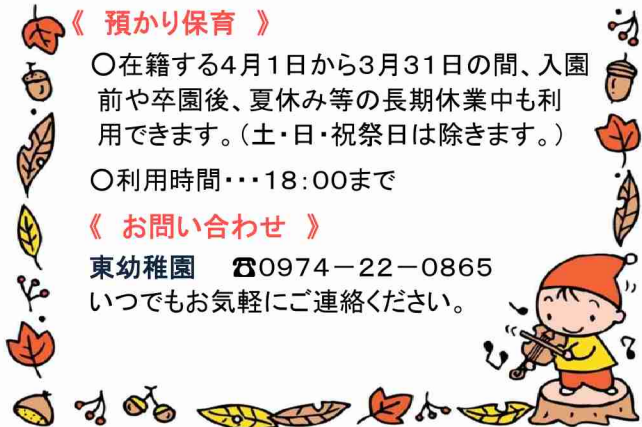 《 預かり保育 》
〇在籍する4月1日から3月31日の間、入園
前や卒園後、夏休み等の長期休業中も利
用できます。(土・日・祝祭日は除きます。)
〇利用時間・・・18:00まで
《 お問い合わせ 》
東幼稚園 ☎0974-22-0865
いつでもお気軽にご連絡ください。